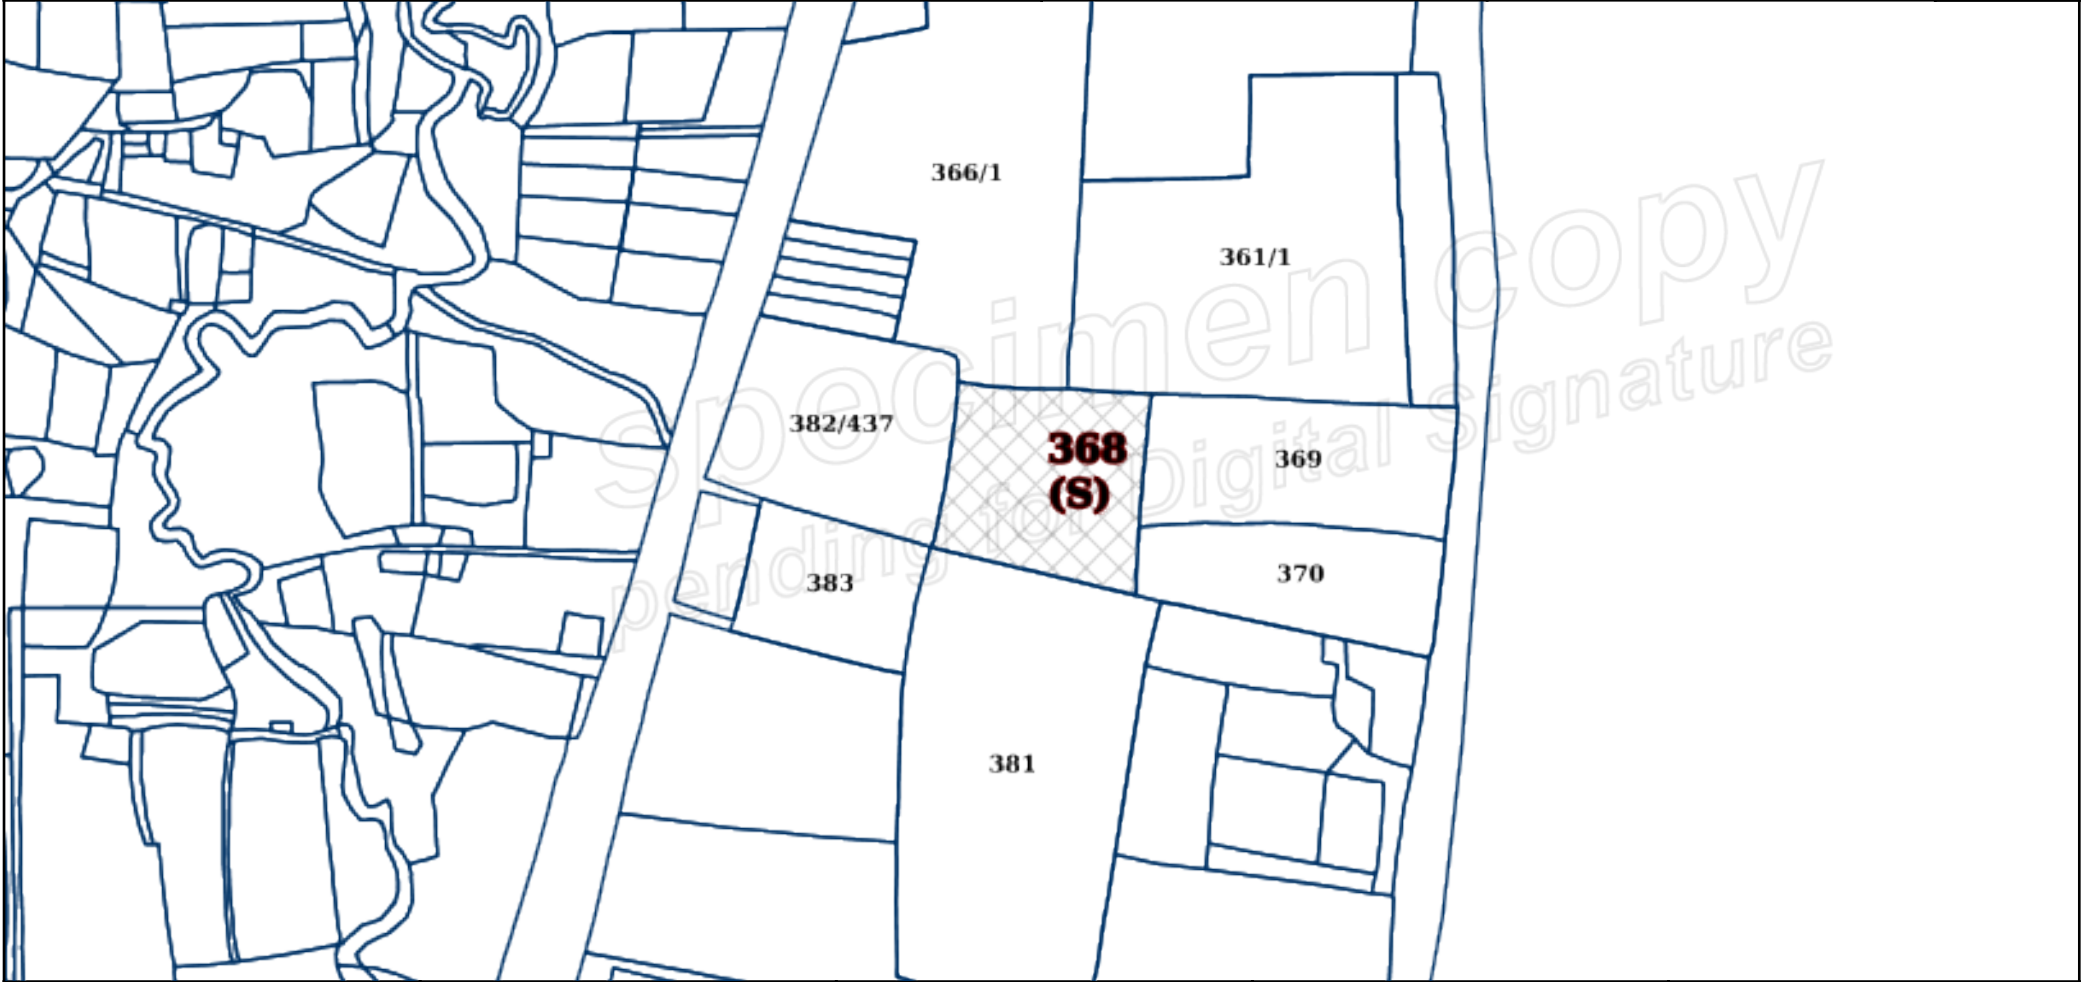 366/1
361/1
382/437
368
(S)
369
383
370
381
specimen copy
pending for Digital Signature